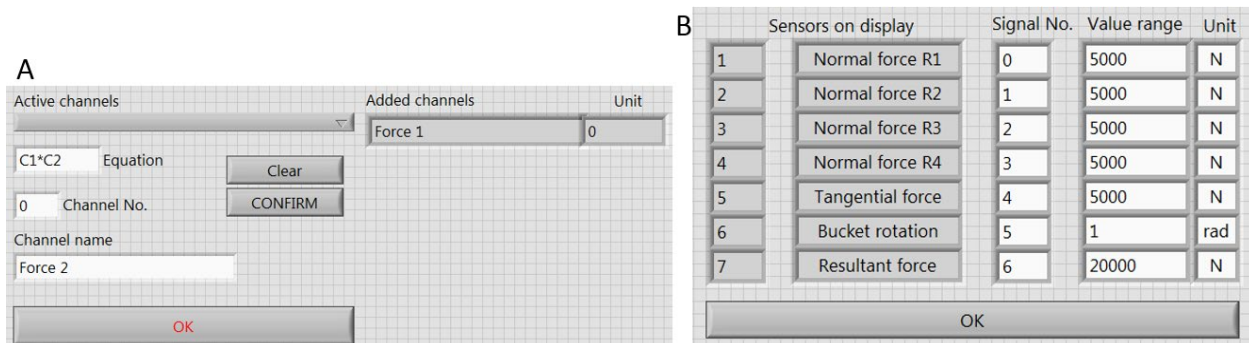 A
Active channels
Added channels Unit
Force 1 0
C1*C2 Equation
Clear
0 Channel No.
CONFIRM
Channel name
Force 2
OK
B
Sensors on display Signal No. Value range Unit
1 Normal force R1 0 5000 N
2 Normal force R2 1 5000 N
3 Normal force R3 2 5000 N
4 Normal force R4 3 5000 N
5 Tangential force 4 5000 N
6 Bucket rotation 5 1 rad
7 Resultant force 6 20000 N
OK